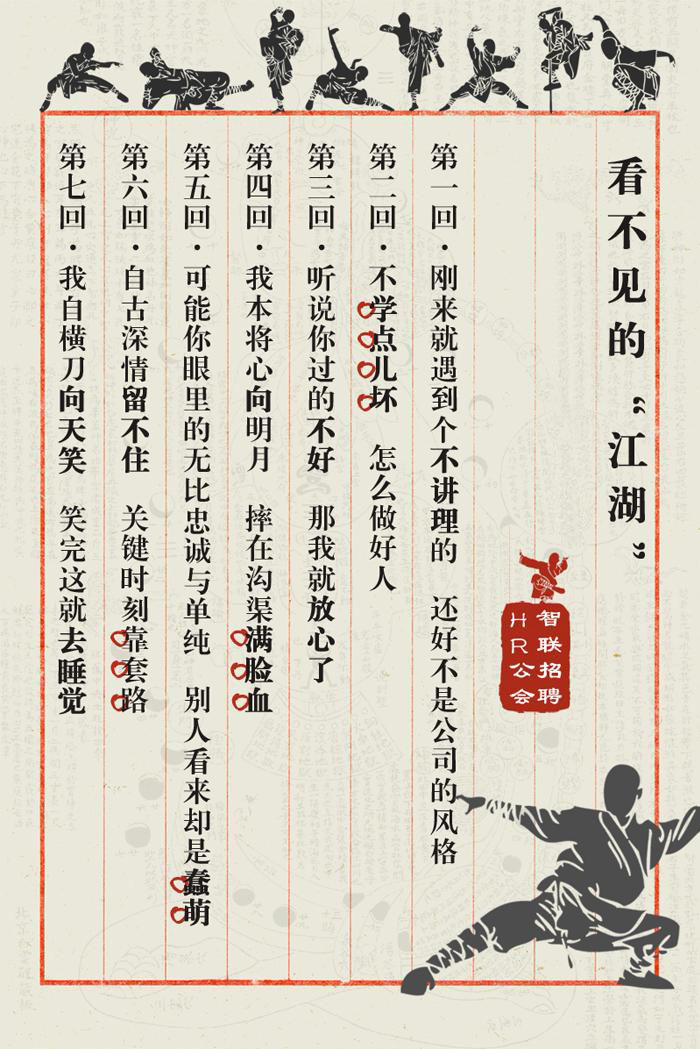 看不见的“江湖”
智联招聘
HR公会
第一回·刚来就遇到个不讲理的 还好不是公司的风格
第二回·不学点儿坏 怎么做好人
第三回·听说你过的不好 那我就放心了
第四回·我本将心向明月 摔在沟渠满脸血
第五回·可能你眼里的无比忠诚与单纯 别人看来却是蠢萌
第六回·自古深情留不住 关键时刻靠套路
第七回·我自横刀向天笑 笑完这就去睡觉